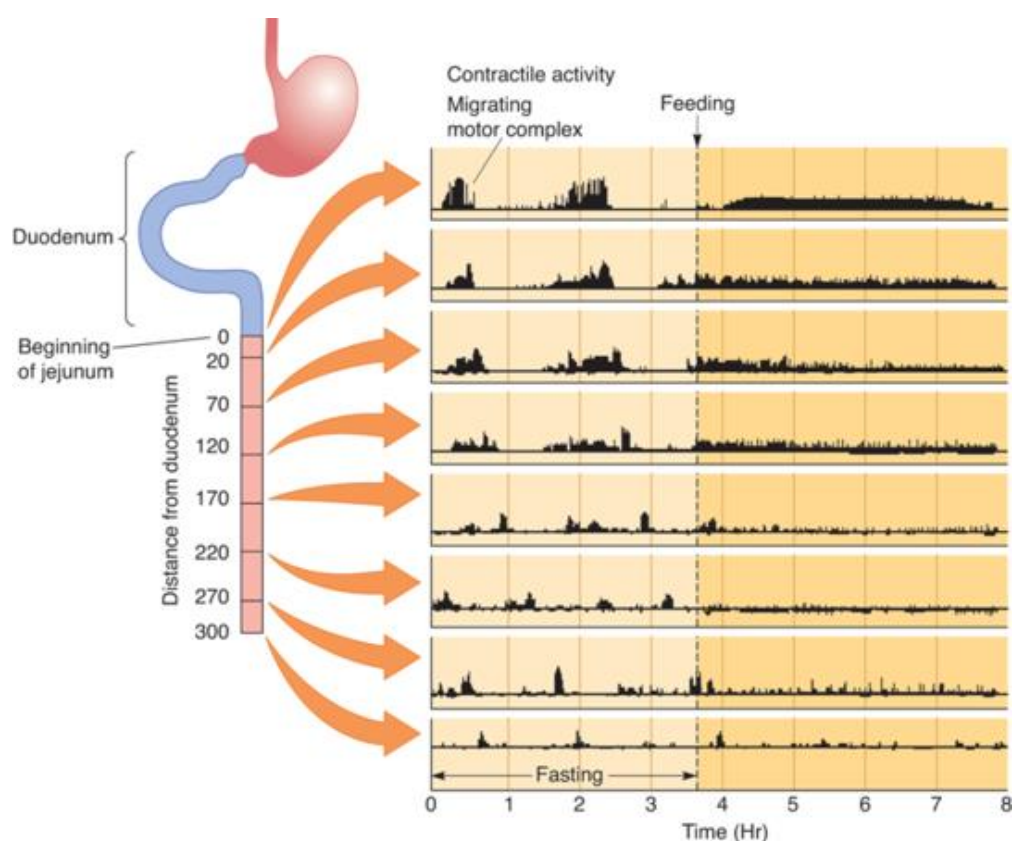 Contractile activity
Migrating
motor complex
Feeding
Duodenum
Beginning
of jejunum
Distance from duodenum
0
20
70
120
170
220
270
300
Fasting
0 1 2 3 4 5 6 7 8
Time (Hr)